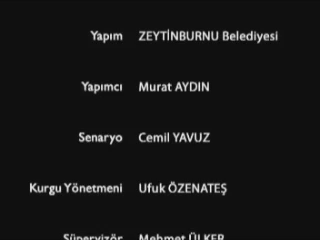 Yapım ZEYTİNBURNU Belediyesi
Yapımcı Murat AYDIN
Senaryo Cemil YAVUZ
Kurgu Yönetmeni Ufuk ÖZENATEŞ
Süpervizör Mehmet ÜLKER